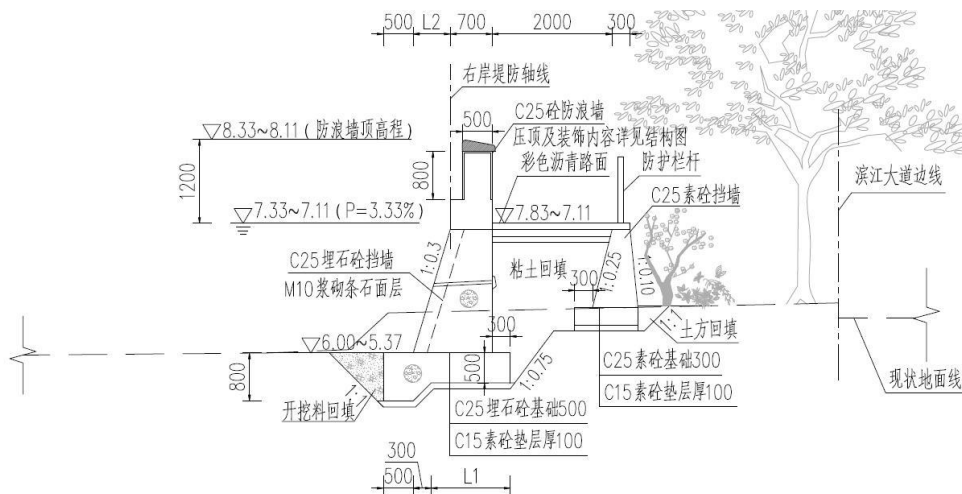 500 L2 700 2000 300
右岸堤防轴线
500
C25砼防浪墙
压顶及装饰内容详见结构图
8.33~8.11(防浪墙顶高程)
彩色沥青路面
防护栏杆
1200
800
C25素砼挡墙
滨江大道边线
7.33~7.11(P=3.33%)
7.83~7.11
C25埋石砼挡墙
M10浆砌条石面层
1:0.3
粘土回填
300
1:0.25
1:0.10
300
1:1
土方回填
6.00~5.37
800
500
1:0.75
C25素砼基础300
C15素砼垫层厚100
现状地面线
1:1
开挖料回填
C25埋石砼基础500
C15素砼垫层厚100
300
500 L1